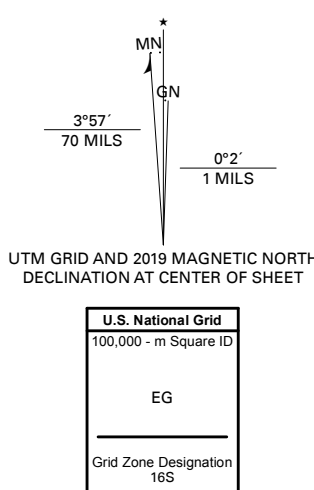 ★
MN
GN
3°57´
70 MILS
0°2´
1 MILS
UTM GRID AND 2019 MAGNETIC NORTH
DECLINATION AT CENTER OF SHEET
U.S. National Grid
100,000 - m Square ID
EG
Grid Zone Designation
16S